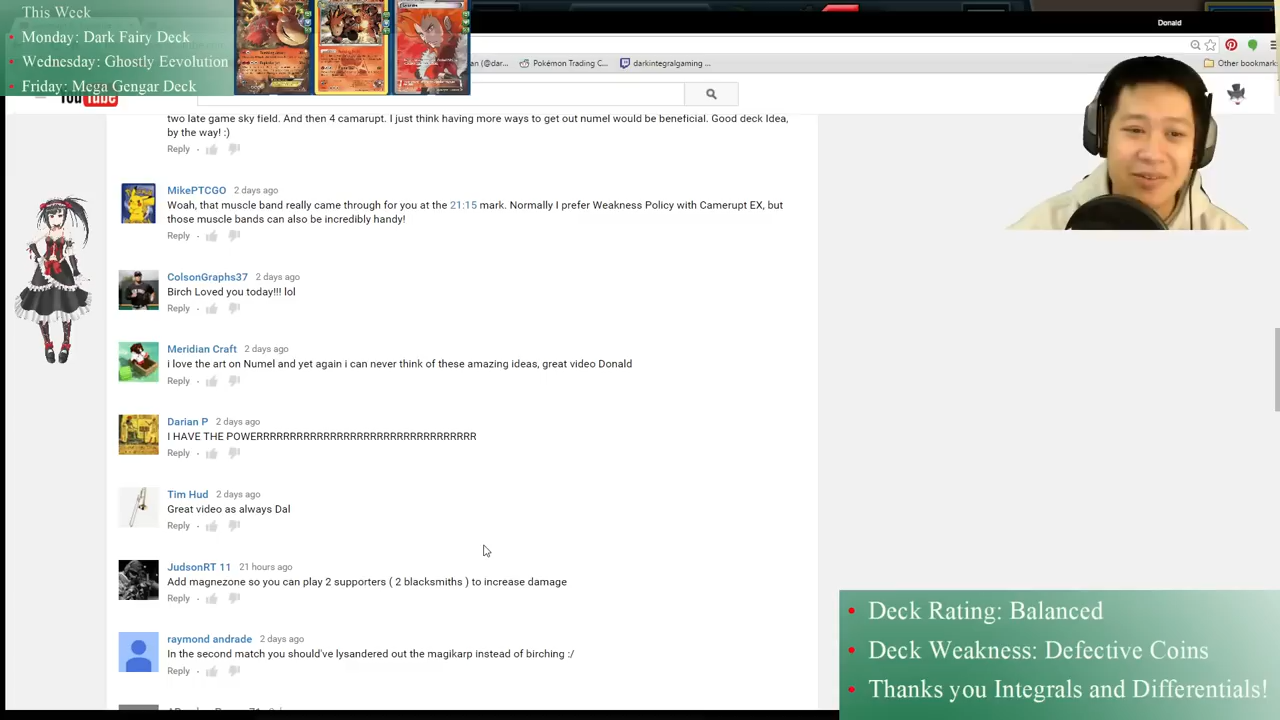 This Week
Monday: Dark Fairy Deck
Wednesday: Ghostly Eevolution
Friday: Mega Gengar Deck
Donald
(@dar...
Pokémon Trading C...
darkintegralgaming ...
Other bookmark
YouTube
two late game sky field. And then 4 camarupt. I just think having more ways to get out numel would be beneficial. Good deck Idea,
by the way! :)
Reply
MikePTCGO 2 days ago
Woah, that muscle band really came through for you at the 21:15 mark. Normally I prefer Weakness Policy with Camerupt EX, but
those muscle bands can also be incredibly handy!
Reply
ColsonGraphs37 2 days ago
Birch Loved you today!!! lol
Reply
Meridian Craft 2 days ago
i love the art on Numel and yet again i can never think of these amazing ideas, great video Donald
Reply
Darian P 2 days ago
I HAVE THE POWERRRRRRRRRRRRRRRRRRRRRRRRRRRRRRRRR
Reply
Tim Hud 2 days ago
Great video as always Dal
Reply
JudsonRT 11 21 hours ago
Add magnezone so you can play 2 supporters ( 2 blacksmiths ) to increase damage
Reply
raymond andrade 2 days ago
In the second match you should've lysandered out the magikarp instead of birching :/
Reply
Deck Rating: Balanced
Deck Weakness: Defective Coins
Thanks you Integrals and Differentials!